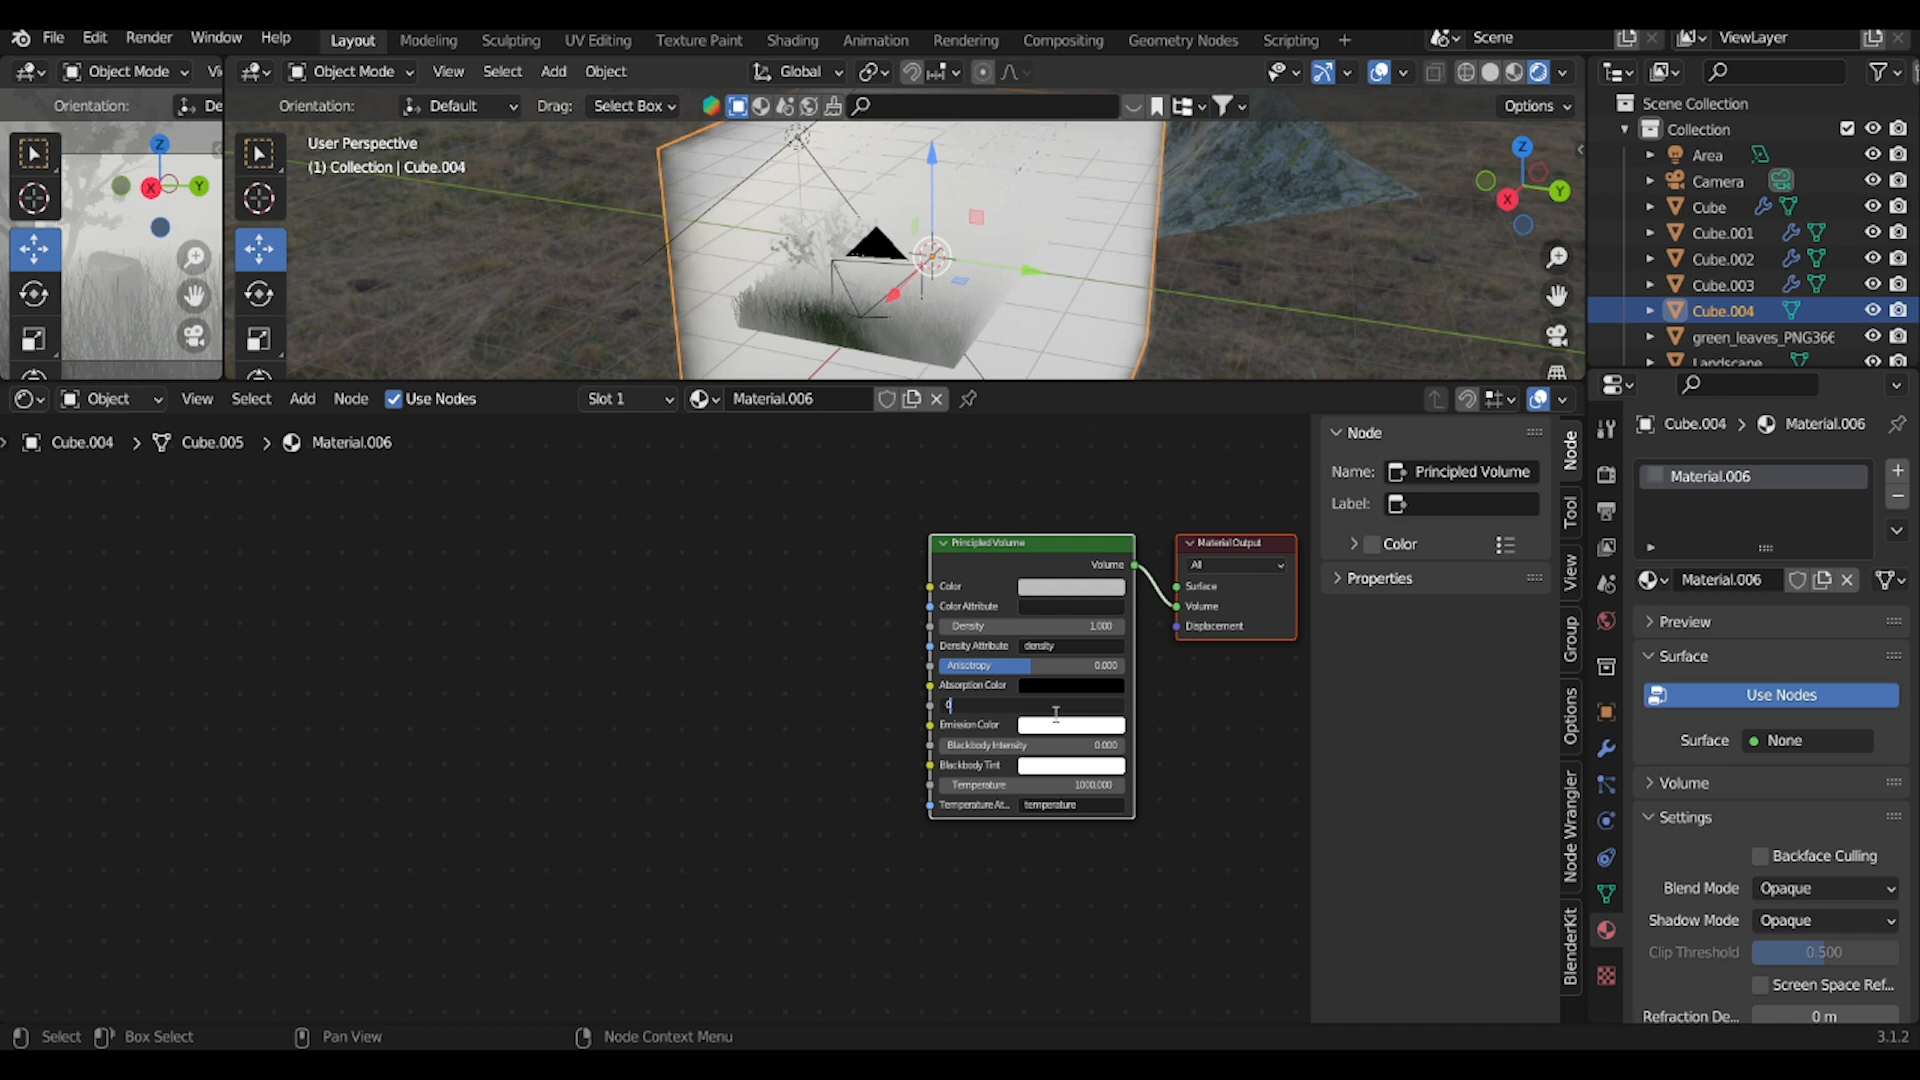 File Edit Render Window Help Layout Modeling Sculpting UV Editing Texture Paint Shading Animation Rendering Compositing Geometry Nodes Scripting + Scene ViewLayer
Object Mode Vi Object Mode View Select Add Object Global
Orientation: De Orientation: Default Drag: Select Box Options
Scene Collection
Collection
User Perspective
(1) Collection | Cube.004
Z
X
Y
Z
X
Y
Area
Camera
Cube
Cube.001
Cube.002
Cube.003
Cube.004
green_leaves_PNG366
Landscape
Object View Select Add Node Use Nodes Slot 1 Material.006
Cube.004 > Cube.005 > Material.006
Principled Volume
Volume
Color
Color Attribute
Density 1.000
Density Attribute density
Anisotropy 0.000
Absorption Color
0
Emission Color
Blackbody Intensity 0.000
Blackbody Tint
Temperature 1000.000
Temperature At... temperature
Material Output
All
Surface
Volume
Displacement
Node
Name: Principled Volume
Label:
Color
Properties
Node
Tool
View
Group
Options
Node Wrangler
BlenderKit
Cube.004 > Material.006
Material.006
Material.006
Preview
Surface
Use Nodes
Surface None
Volume
Settings
Backface Culling
Blend Mode Opaque
Shadow Mode Opaque
Clip Threshold 0.500
Screen Space Ref...
Refraction De... 0 m
Select Box Select Pan View Node Context Menu 3.1.2